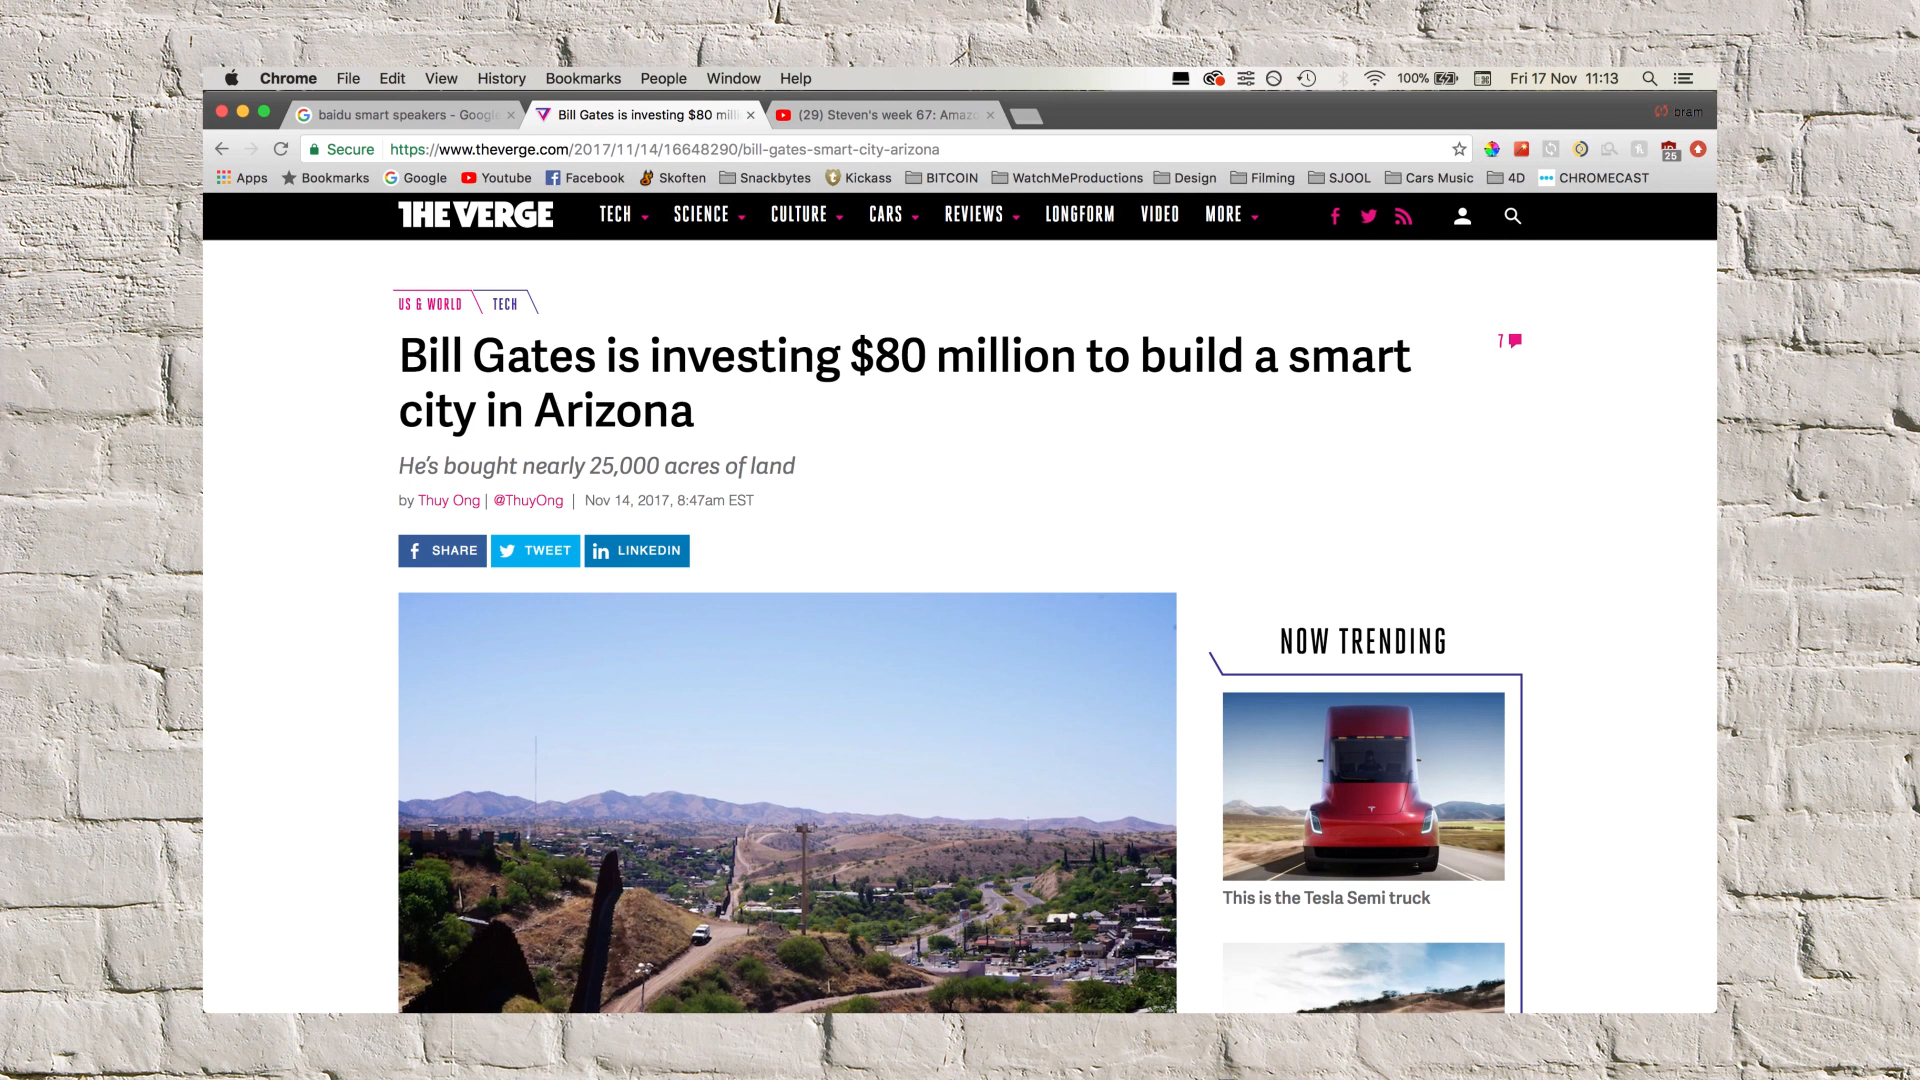 Chrome File Edit View History Bookmarks People Window Help 100% Fri 17 Nov 11:13
baidu smart speakers - Google Bill Gates is investing $80 milli (29) Steven's week 67: Amazo bram
Secure https://www.theverge.com/2017/11/14/16648290/bill-gates-smart-city-arizona 25
Apps Bookmarks Google Youtube Facebook Skoften Snackbytes Kickass BITCOIN WatchMeProductions Design Filming SJOOL Cars Music 4D CHROMECAST
THE VERGE TECH SCIENCE CULTURE CARS REVIEWS LONGFORM VIDEO MORE
US & WORLD TECH
Bill Gates is investing $80 million to build a smart
city in Arizona
7
He's bought nearly 25,000 acres of land
by Thuy Ong | @ThuyOng | Nov 14, 2017, 8:47am EST
SHARE TWEET LINKEDIN
NOW TRENDING
This is the Tesla Semi truck